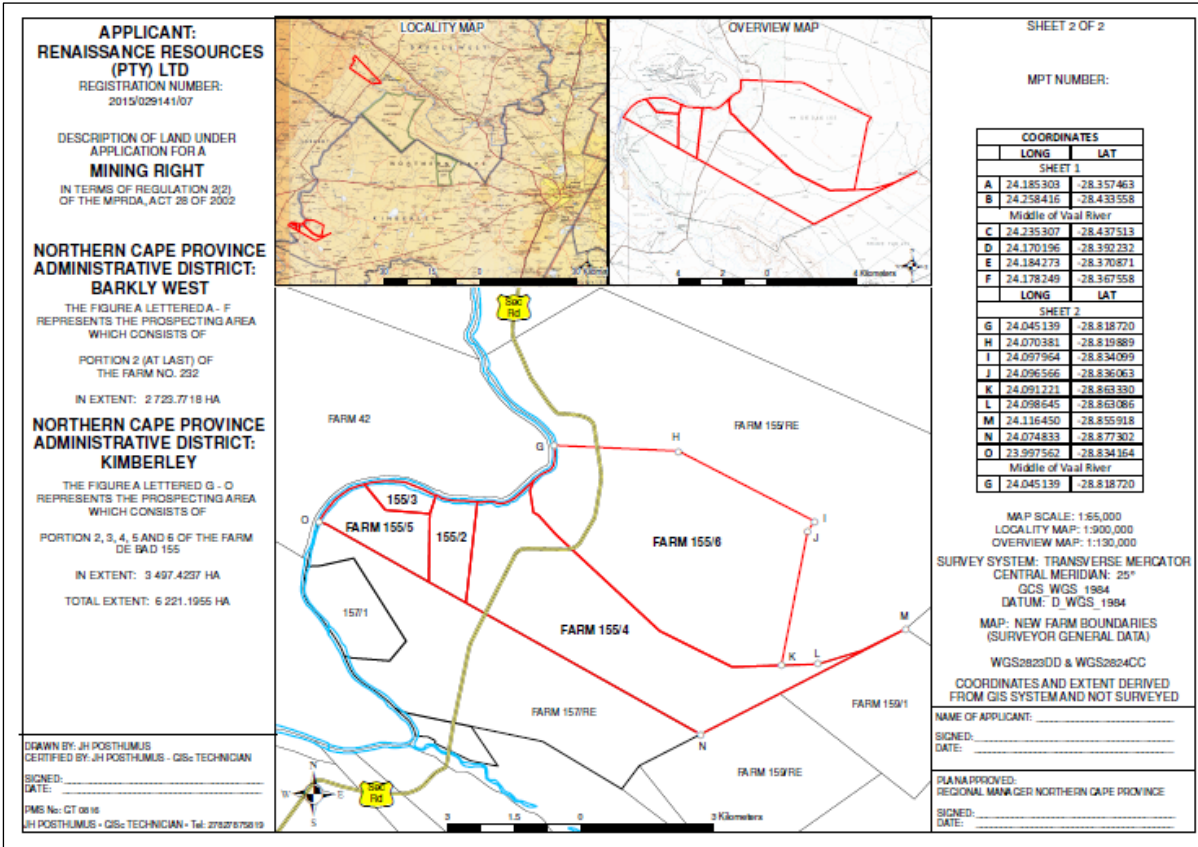 APPLICANT:
RENAISSANCE RESOURCES
(PTY) LTD
REGISTRATION NUMBER:
2015/029141/07
DESCRIPTION OF LAND UNDER
APPLICATION FOR A
MINING RIGHT
IN TERMS OF REGULATION 2(2)
OF THE MPRDA, ACT 28 OF 2002
NORTHERN CAPE PROVINCE
ADMINISTRATIVE DISTRICT:
BARKLY WEST
THE FIGURE A LETTERED A - F
REPRESENTS THE PROSPECTING AREA
WHICH CONSISTS OF
PORTION 2 (AT LAST) OF
THE FARM NO. 232
IN EXTENT: 2 723.7718 HA
NORTHERN CAPE PROVINCE
ADMINISTRATIVE DISTRICT:
KIMBERLEY
THE FIGURE A LETTERED G - O
REPRESENTS THE PROSPECTING AREA
WHICH CONSISTS OF
PORTION 2, 3, 4, 5 AND 6 OF THE FARM
DE BAD 155
IN EXTENT: 3 497.4237 HA
TOTAL EXTENT: 6 221.1955 HA
DRAWN BY: JH POSTHUMUS
CERTIFIED BY: JH POSTHUMUS - GISc TECHNICIAN
SIGNED:
DATE:
PMS No: GT 0816
JH POSTHUMUS - GISc TECHNICIAN - Tel: 27827875819
LOCALITY MAP
NORTHERN CAPE
KIMBERLEY
30 15 0
OVERVIEW MAP
4 2 0 4 Kilometers
Sec
Rd
FARM 42
G
H
FARM 155/RE
155/3
O
FARM 155/5
155/2
FARM 155/6
I
J
157/1
FARM 155/4
K
L
M
FARM 157/RE
FARM 159/1
N
FARM 159/RE
N
W E
S
Sec
Rd
3 1.5 0 3 Kilometers
SHEET 2 OF 2
MPT NUMBER:
COORDINATES
LONG LAT
SHEET 1
A 24.185303 -28.357463
B 24.258416 -28.433558
Middle of Vaal River
C 24.235307 -28.437513
D 24.170196 -28.392232
E 24.184273 -28.370871
F 24.178249 -28.367558
LONG LAT
SHEET 2
G 24.045139 -28.818720
H 24.070381 -28.819889
I 24.097964 -28.834099
J 24.096566 -28.836063
K 24.091221 -28.863330
L 24.098645 -28.863086
M 24.116450 -28.855918
N 24.074833 -28.877302
O 23.997562 -28.834164
Middle of Vaal River
G 24.045139 -28.818720
MAP SCALE: 1:65,000
LOCALITY MAP: 1:900,000
OVERVIEW MAP: 1:130,000
SURVEY SYSTEM: TRANSVERSE MERCATOR
CENTRAL MERIDIAN: 25°
GCS_WGS_1984
DATUM: D_WGS_1984
MAP: NEW FARM BOUNDARIES
(SURVEYOR GENERAL DATA)
WGS2823DD & WGS2824CC
COORDINATES AND EXTENT DERIVED
FROM GIS SYSTEM AND NOT SURVEYED
NAME OF APPLICANT:
SIGNED:
DATE:
PLAN APPROVED:
REGIONAL MANAGER NORTHERN CAPE PROVINCE
SIGNED:
DATE: